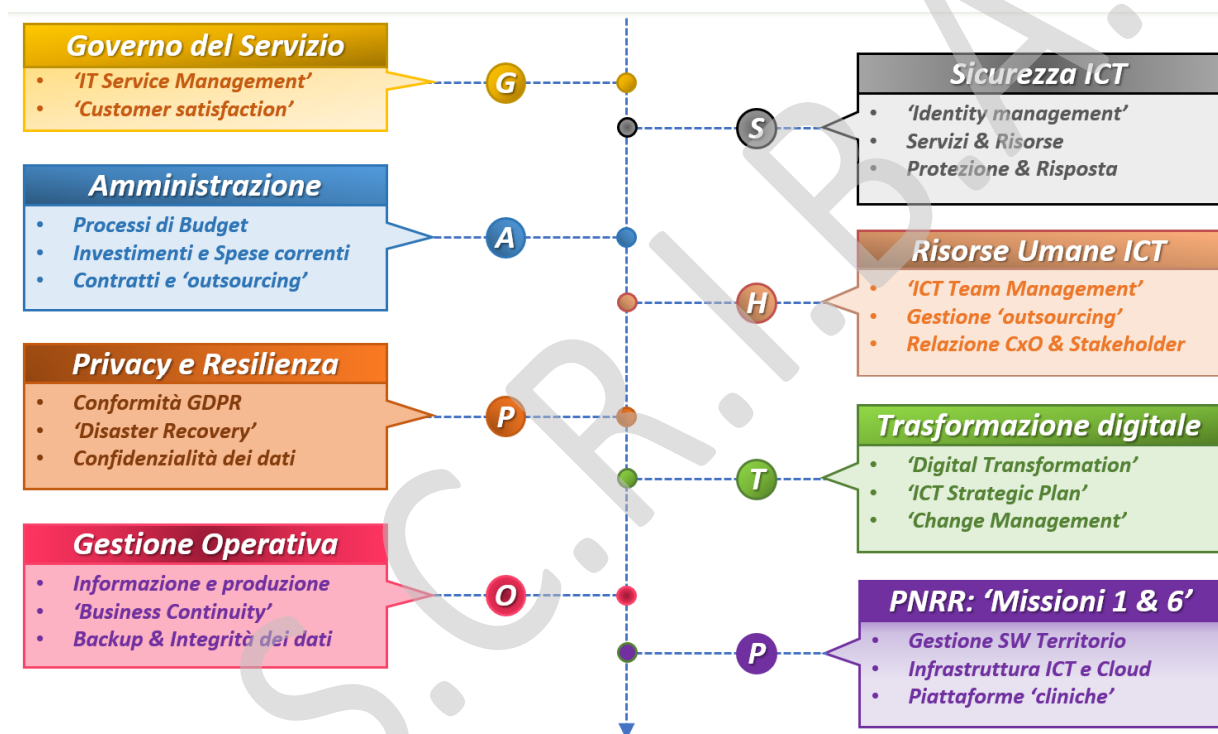 Governo del Servizio
• ‘IT Service Management’
• ‘Customer satisfaction’
G
Sicurezza ICT
• ‘Identity management’
• Servizi & Risorse
• Protezione & Risposta
S
Amministrazione
• Processi di Budget
• Investimenti e Spese correnti
• Contratti e ‘outsourcing’
A
Risorse Umane ICT
• ‘ICT Team Management’
• Gestione ‘outsourcing’
• Relazione CxO & Stakeholder
H
Privacy e Resilienza
• Conformità GDPR
• ‘Disaster Recovery’
• Confidenzialità dei dati
P
Trasformazione digitale
• ‘Digital Transformation’
• ‘ICT Strategic Plan’
• ‘Change Management’
T
Gestione Operativa
• Informazione e produzione
• ‘Business Continuity’
• Backup & Integrità dei dati
O
PNRR: ‘Missioni 1 & 6’
• Gestione SW Territorio
• Infrastruttura ICT e Cloud
• Piattaforme ‘cliniche’
P
S.C.R.I.B.A.